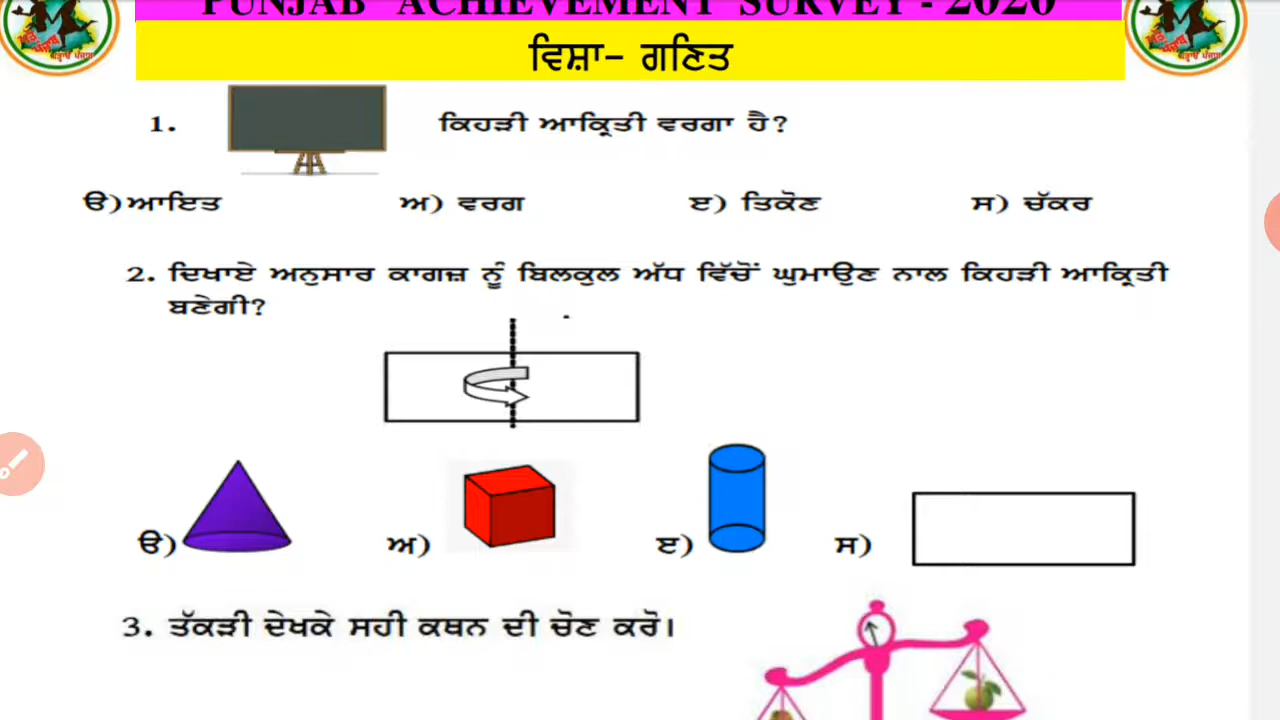 PUNJAB ACHIEVEMENT SURVEY - 2020
ਵਿਸ਼ਾ- ਗਣਿਤ
1. ਕਿਹੜੀ ਆਕ੍ਰਿਤੀ ਵਰਗਾ ਹੈ?
ੳ) ਆਇਤ ਅ) ਵਰਗ ੲ) ਤਿਕੋਣ ਸ) ਚੱਕਰ
2. ਦਿਖਾਏ ਅਨੁਸਾਰ ਕਾਗਜ਼ ਨੂੰ ਬਿਲਕੁਲ ਅੱਧ ਵਿੱਚੋਂ ਘੁਮਾਉਣ ਨਾਲ ਕਿਹੜੀ ਆਕ੍ਰਿਤੀ
ਬਣੇਗੀ?
ੳ) ਅ) ੲ) ਸ)
3. ਤੱਕੜੀ ਦੇਖਕੇ ਸਹੀ ਕਥਨ ਦੀ ਚੋਣ ਕਰੋ।